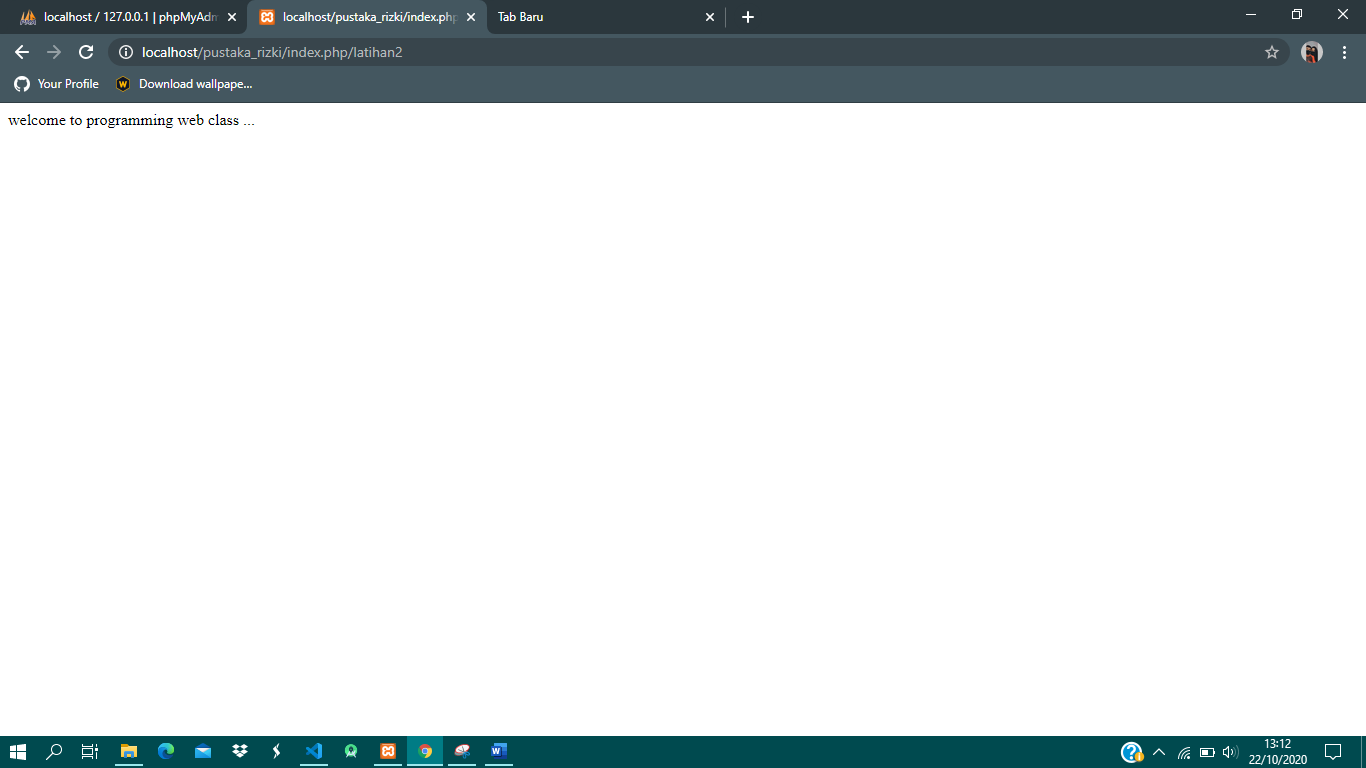 localhost / 127.0.0.1 | phpMyAdm
localhost/pustaka_rizki/index.php
Tab Baru
localhost/pustaka_rizki/index.php/latihan2
Your Profile
Download wallpape...
welcome to programming web class ...
13:12
22/10/2020